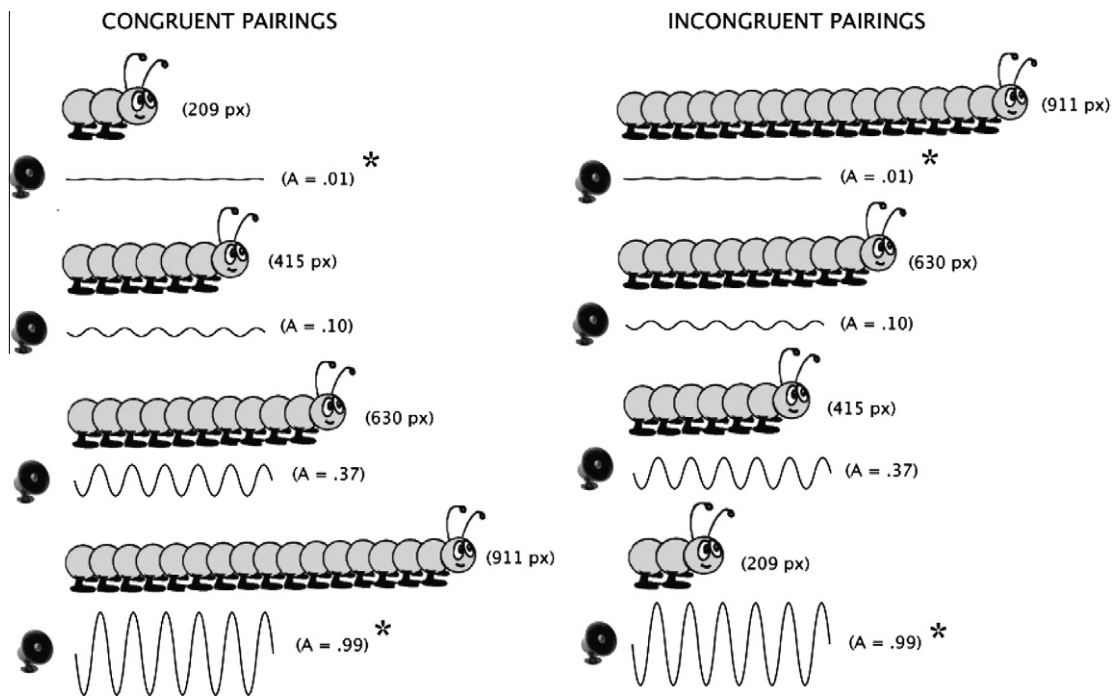 CONGRUENT PAIRINGS
(209 px)
(A = .01) *
(415 px)
(A = .10)
(630 px)
(A = .37)
(911 px)
(A = .99) *
INCONGRUENT PAIRINGS
(911 px)
(A = .01) *
(630 px)
(A = .10)
(415 px)
(A = .37)
(209 px)
(A = .99) *